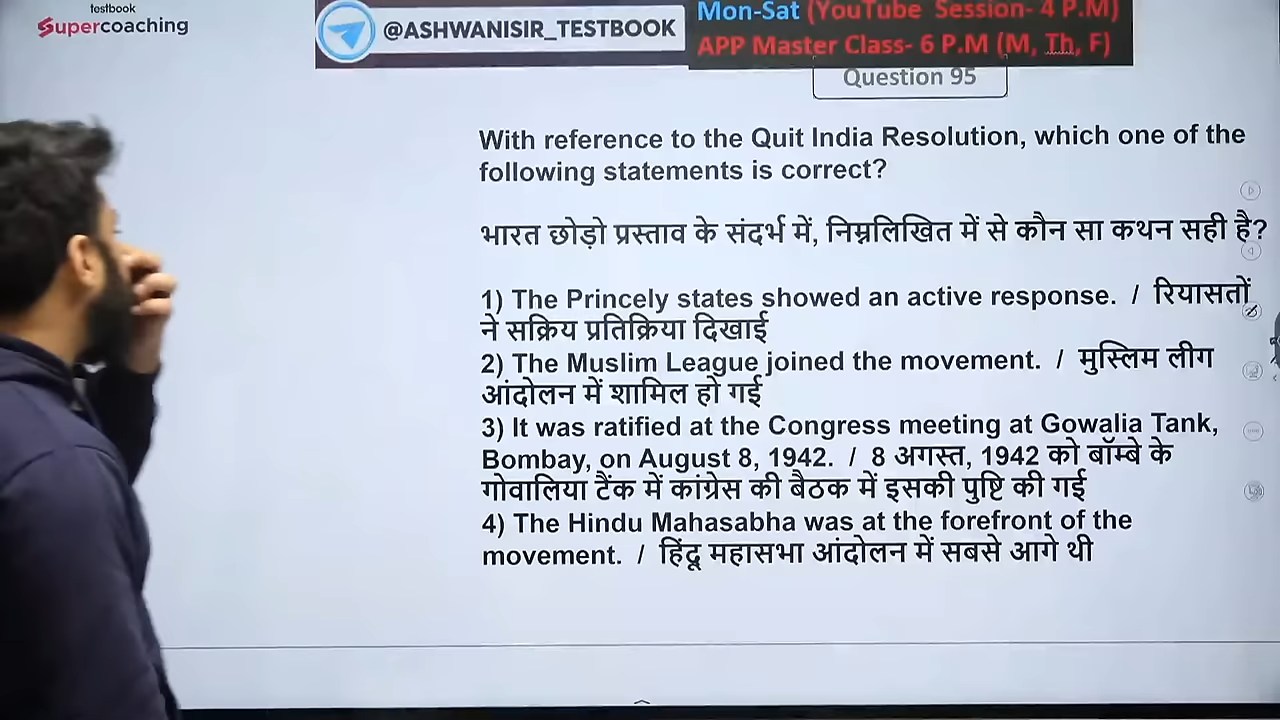 testbook
Supercoaching
@ASHWANISIR_TESTBOOK
Mon-Sat (YouTube Session- 4 P.M)
APP Master Class- 6 P.M (M, Th, F)
Question 95
With reference to the Quit India Resolution, which one of the
following statements is correct?
भारत छोड़ो प्रस्ताव के संदर्भ में, निम्नलिखित में से कौन सा कथन सही है?
1) The Princely states showed an active response. / रियासतों
ने सक्रिय प्रतिक्रिया दिखाई
2) The Muslim League joined the movement. / मुस्लिम लीग
आंदोलन में शामिल हो गई
3) It was ratified at the Congress meeting at Gowalia Tank,
Bombay, on August 8, 1942. / 8 अगस्त, 1942 को बॉम्बे के
गोवालिया टैंक में कांग्रेस की बैठक में इसकी पुष्टि की गई
4) The Hindu Mahasabha was at the forefront of the
movement. / हिंदू महासभा आंदोलन में सबसे आगे थी